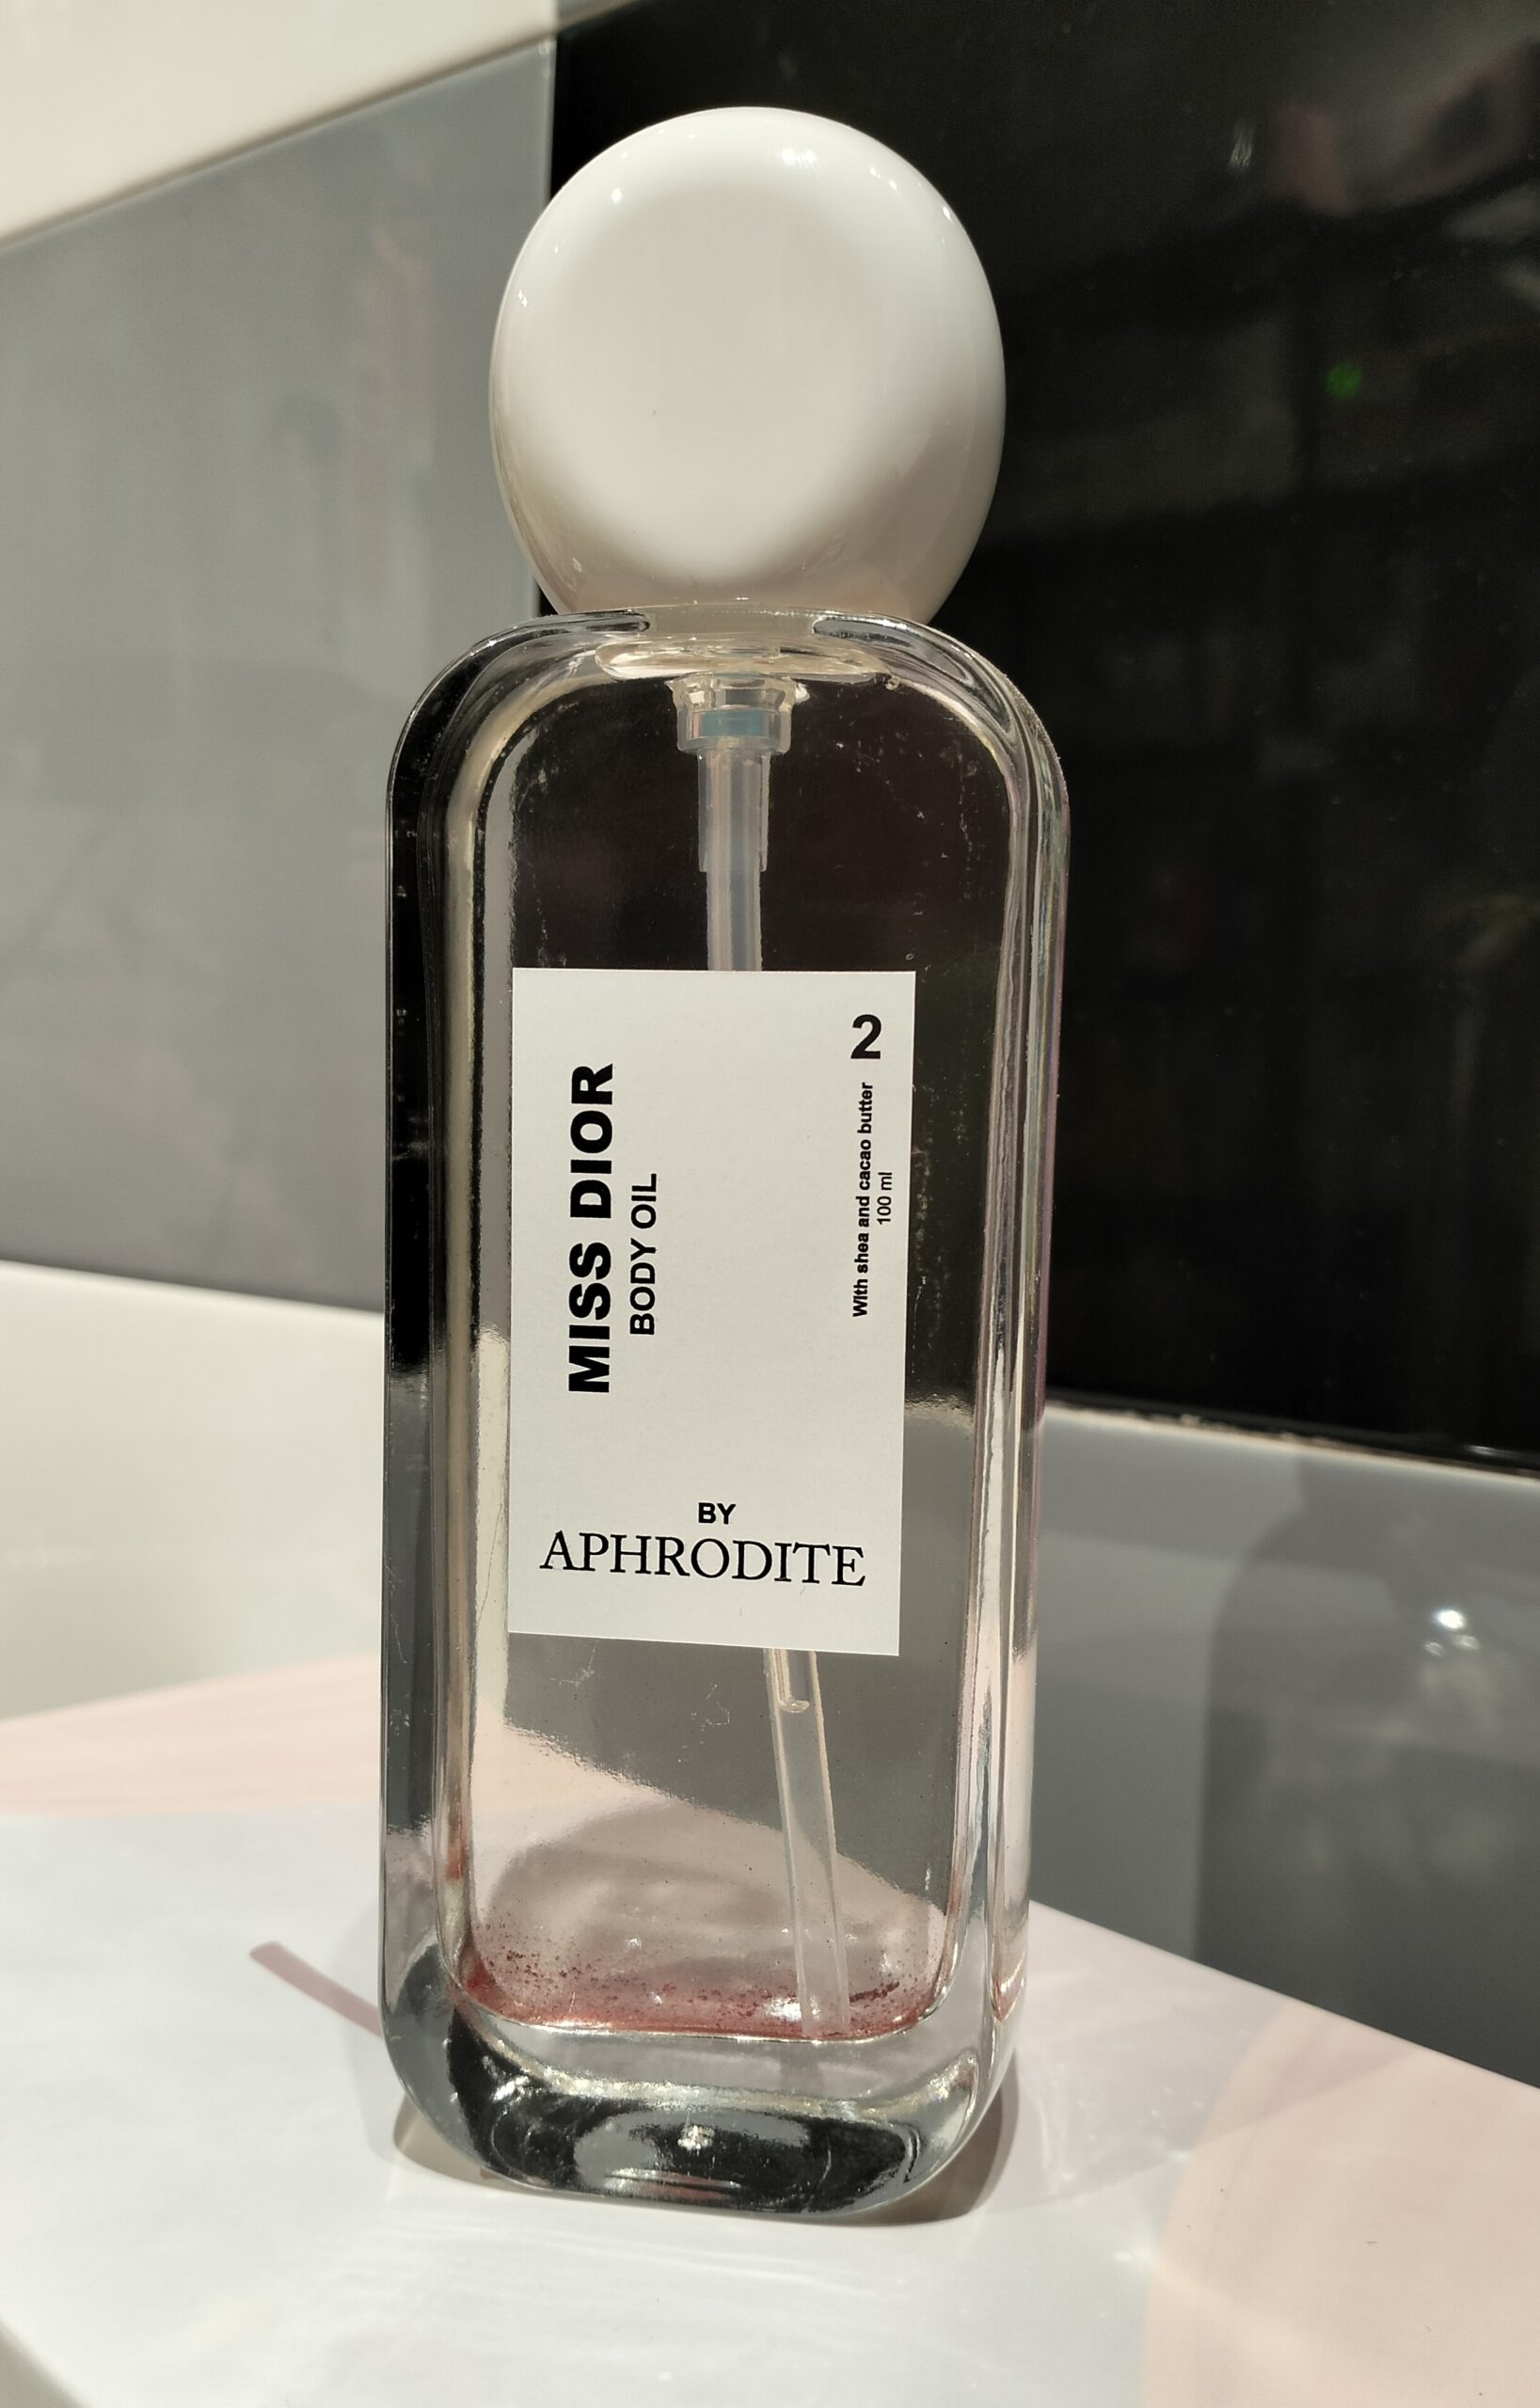 MISS DIOR
BODY OIL
2
With shea and cacao butter
100 ml
BY
APHRODITE